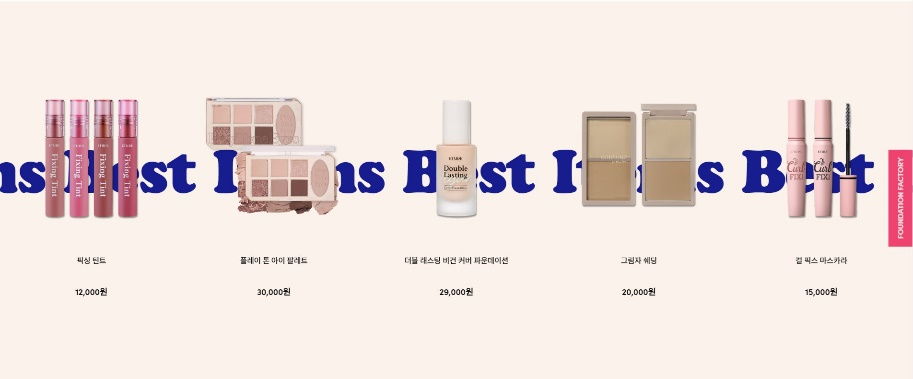 ns Best Items Best Items Best
Fixing Tint
Fixing Tint
Fixing Tint
Fixing Tint
ETUDE
Double
Lasting
Curl
FIX
Curl
FIX
FOUNDATION FACTORY
픽싱 틴트
플레이 톤 아이 팔레트
더블 래스팅 비건 커버 파운데이션
그림자 쉐딩
컬 픽스 마스카라
12,000원
30,000원
29,000원
20,000원
15,000원